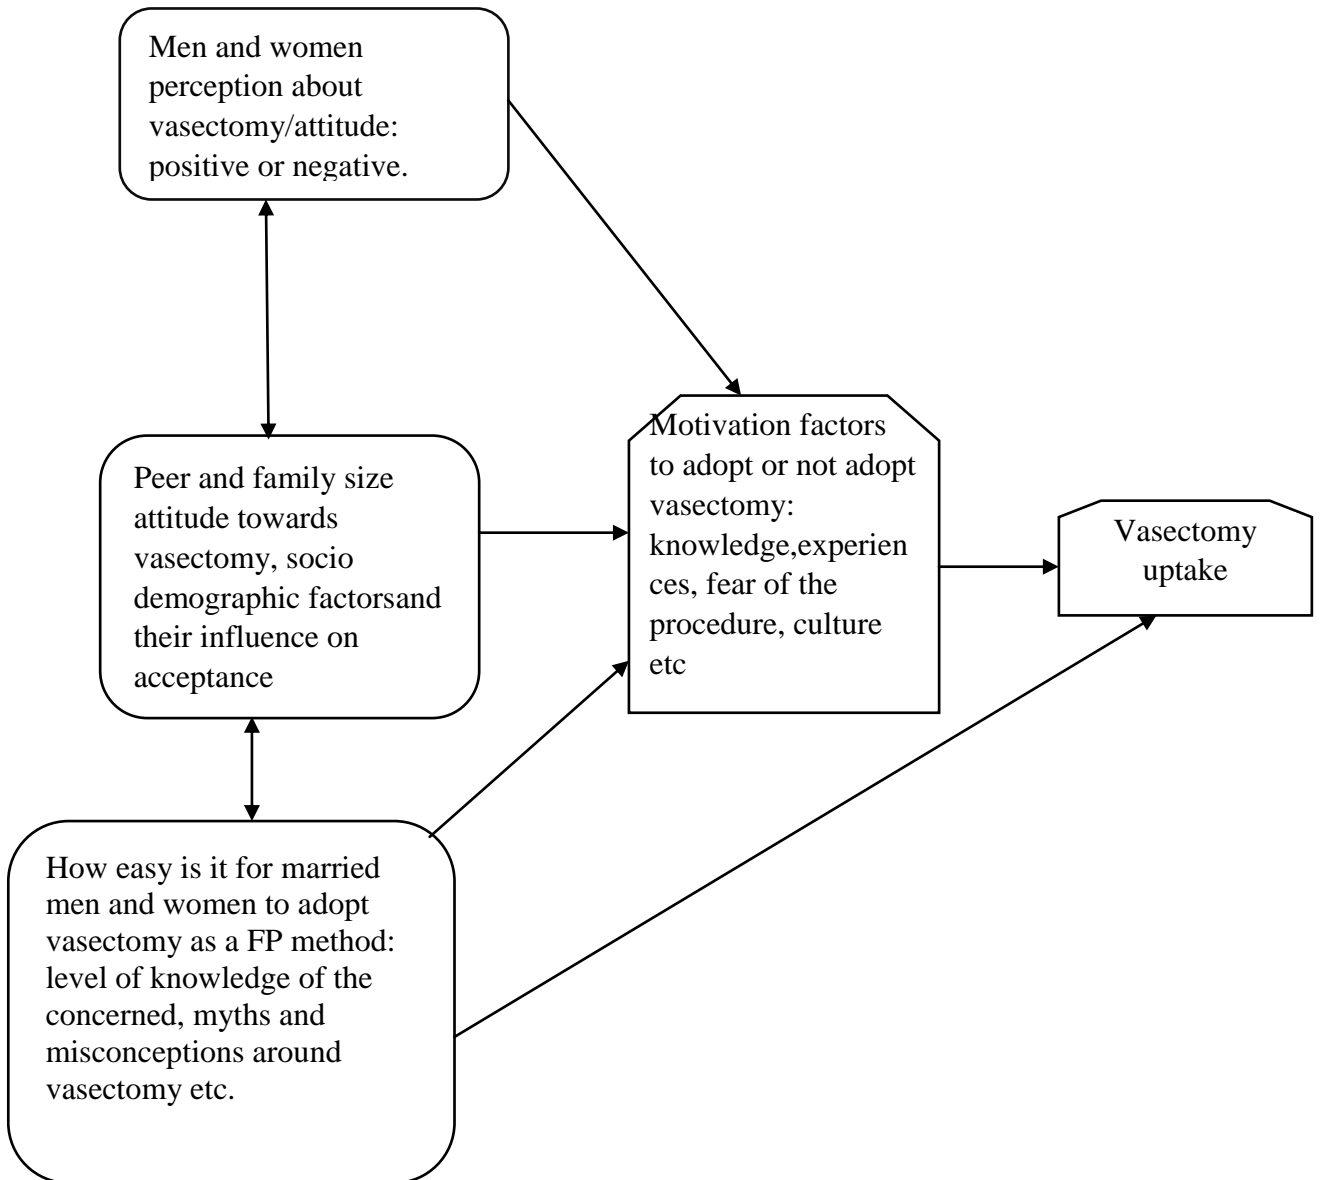 Men and women
perception about
vasectomy/attitude:
positive or negative.
Peer and family size
attitude towards
vasectomy, socio
demographic factorsand
their influence on
acceptance
How easy is it for married
men and women to adopt
vasectomy as a FP method:
level of knowledge of the
concerned, myths and
misconceptions around
vasectomy etc.
Motivation factors
to adopt or not adopt
vasectomy:
knowledge,experien
ces, fear of the
procedure, culture
etc
Vasectomy
uptake